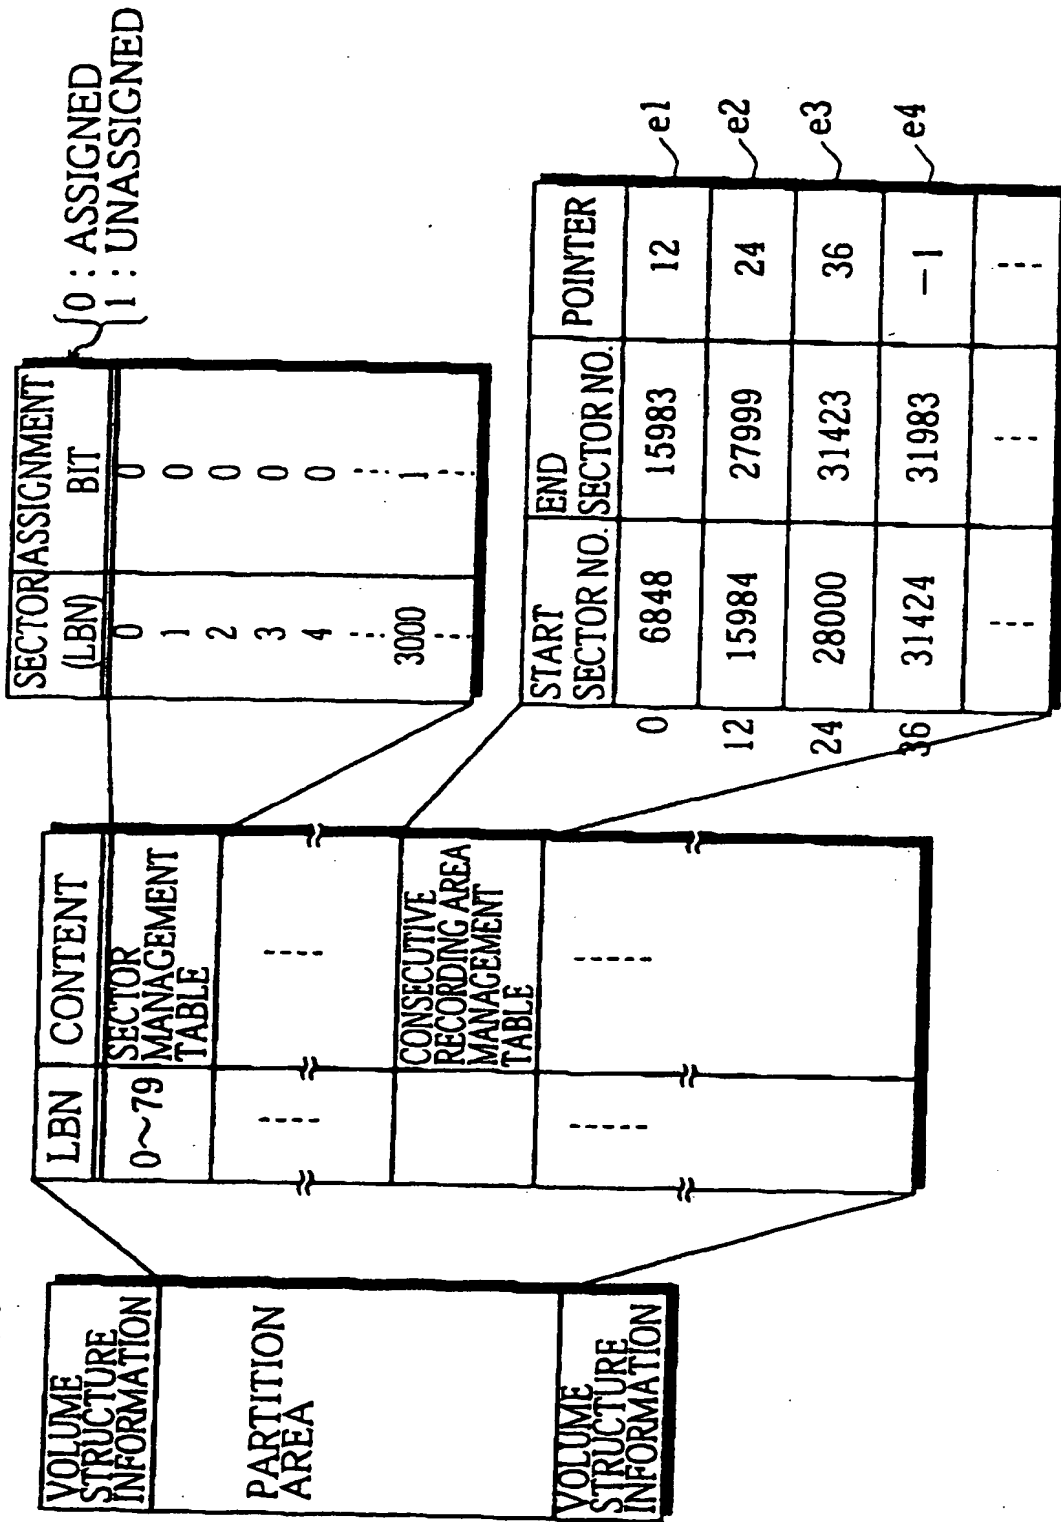 VOLUME
STRUCTURE
INFORMATION
PARTITION
AREA
VOLUME
STRUCTURE
INFORMATION
LBN CONTENT
0~79 SECTOR
MANAGEMENT
TABLE
CONSECUTIVE
RECORDING AREA
MANAGEMENT
TABLE
SECTOR ASSIGNMENT
(LBN) BIT
0 0
1 0
2 0
3 0
4 0
3000 1
0 : ASSIGNED
1 : UNASSIGNED
START END POINTER
SECTOR NO. SECTOR NO.
0 6848 15983 12 e1
12 15984 27999 24 e2
24 28000 31423 36 e3
36 31424 31983 -1 e4